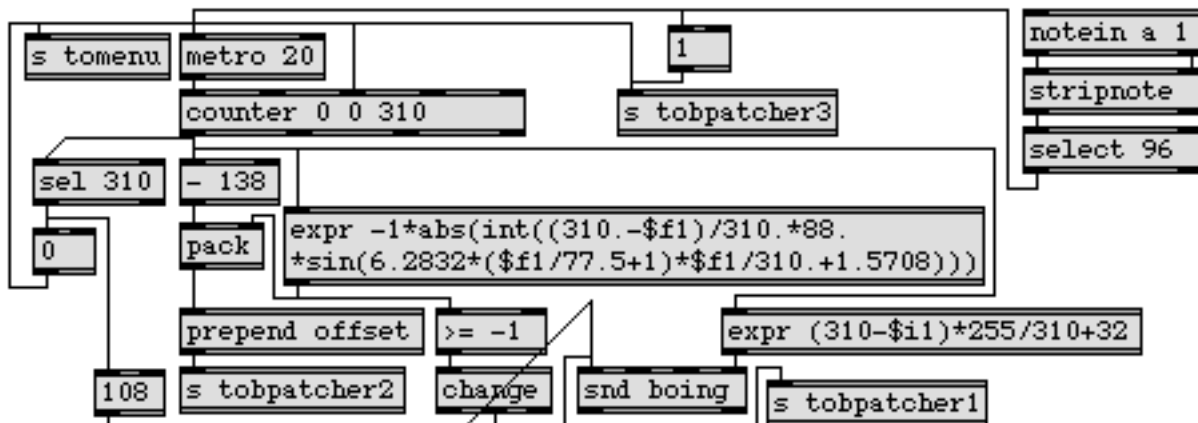 s tomenu
metro 20
1
notein a 1
counter 0 0 310
s tobpatcher3
stripnote
select 96
sel 310
- 138
0
pack
expr -1*abs(int((310.-$f1)/310.*88.
*sin(6.2832*($f1/77.5+1)*$f1/310.+1.5708)))
prepend offset
>= -1
expr (310-$i1)*255/310+32
108
s tobpatcher2
change
snd boing
s tobpatcher1